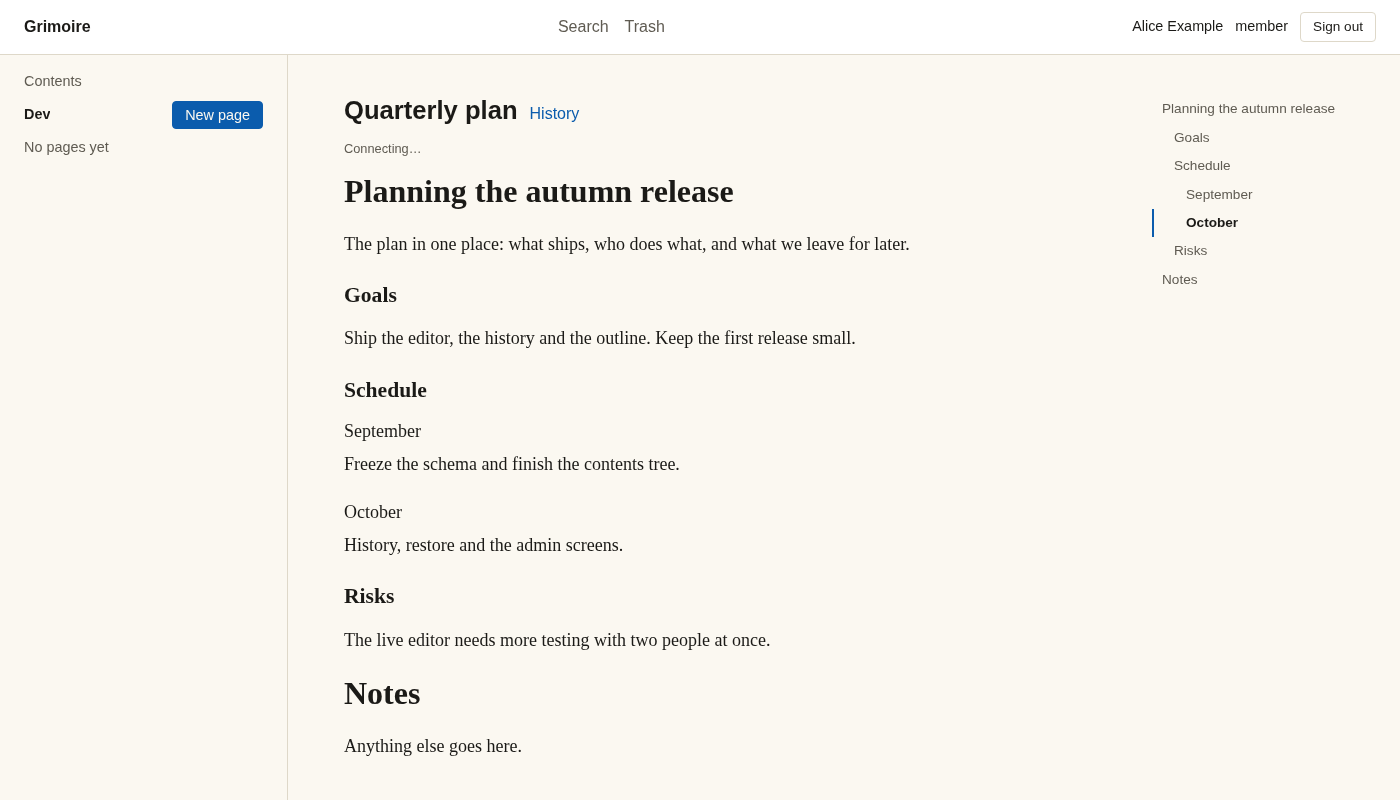 Grimoire
Search Trash
Alice Example member Sign out
Contents
Dev New page
No pages yet
Quarterly plan History
Connecting…
Planning the autumn release
The plan in one place: what ships, who does what, and what we leave for later.
Goals
Ship the editor, the history and the outline. Keep the first release small.
Schedule
September
Freeze the schema and finish the contents tree.
October
History, restore and the admin screens.
Risks
The live editor needs more testing with two people at once.
Notes
Anything else goes here.
Planning the autumn release
Goals
Schedule
September
October
Risks
Notes